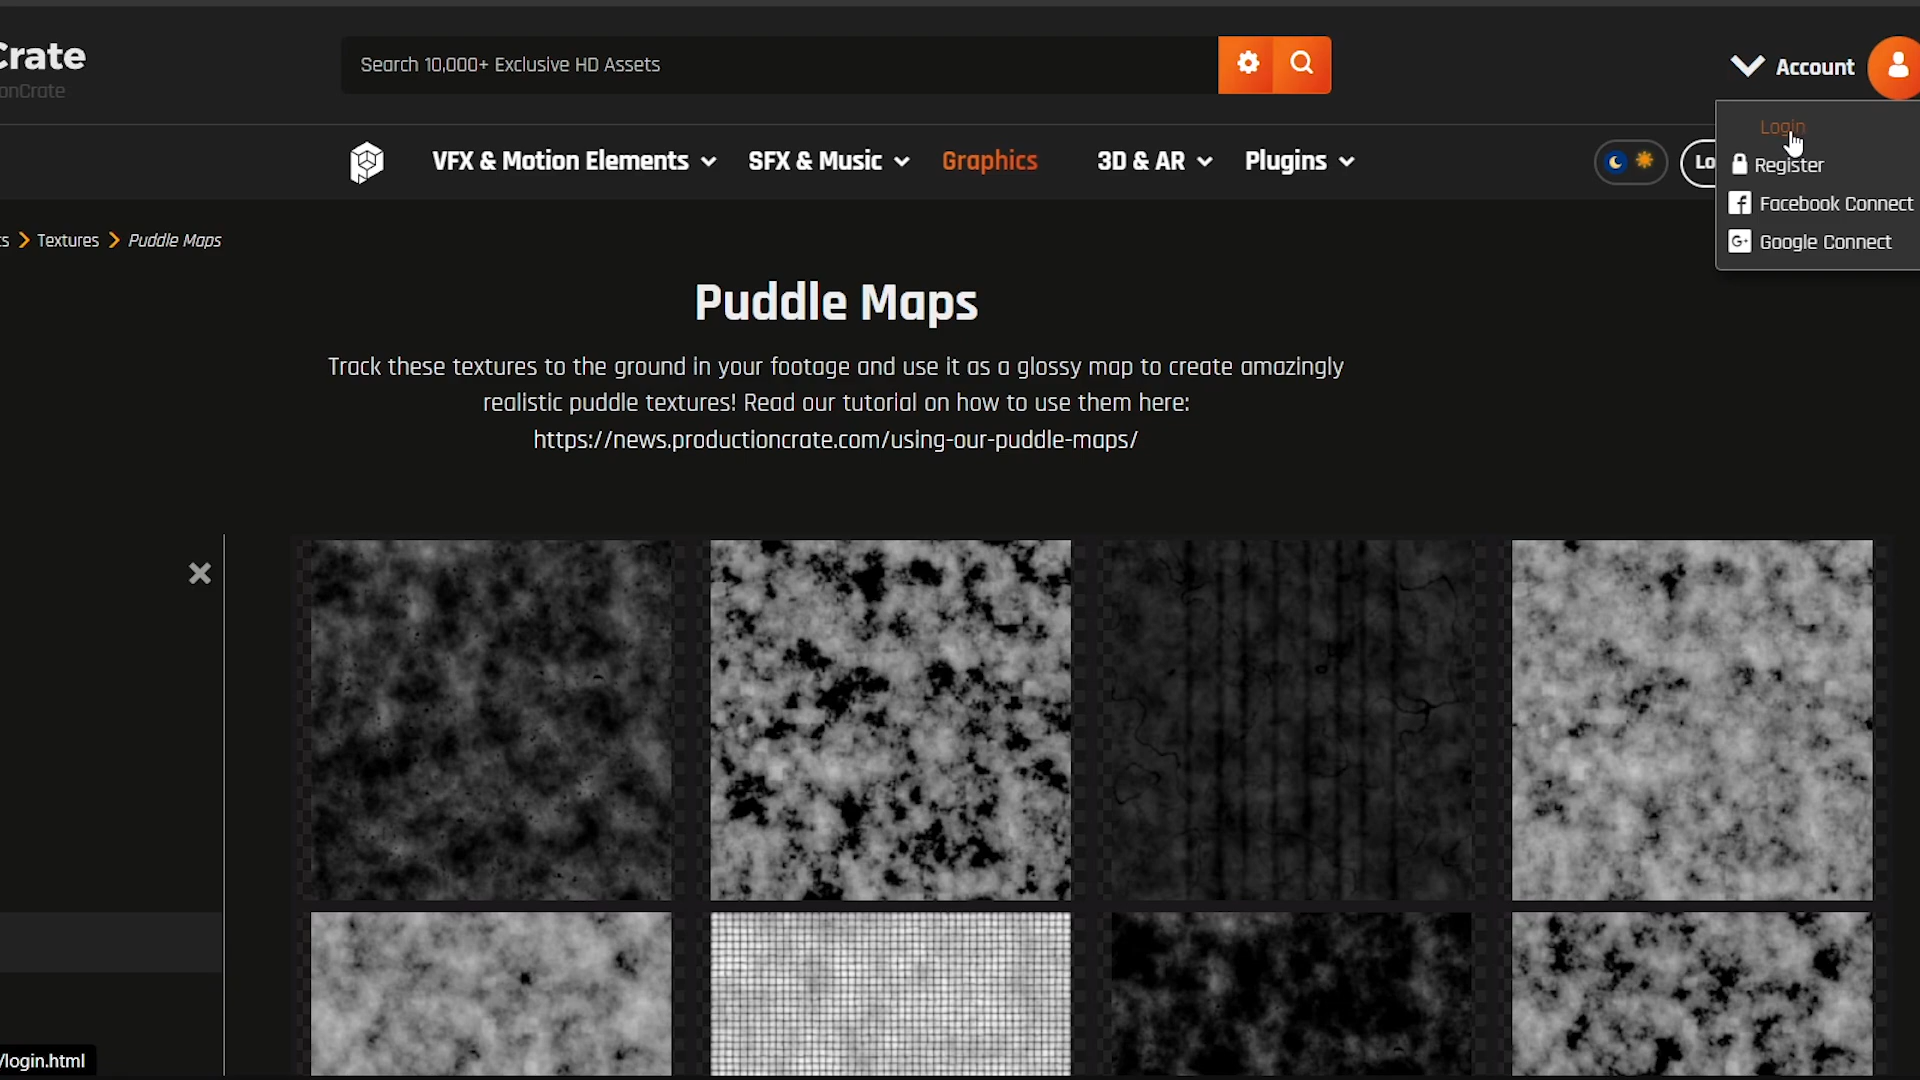 Crate
onCrate
Search 10,000+ Exclusive HD Assets
Account
Login
Register
Facebook Connect
G+ Google Connect
VFX & Motion Elements
SFX & Music
Graphics
3D & AR
Plugins
Lo
s > Textures > Puddle Maps
Puddle Maps
Track these textures to the ground in your footage and use it as a glossy map to create amazingly
realistic puddle textures! Read our tutorial on how to use them here:
https://news.productioncrate.com/using-our-puddle-maps/
/login.html